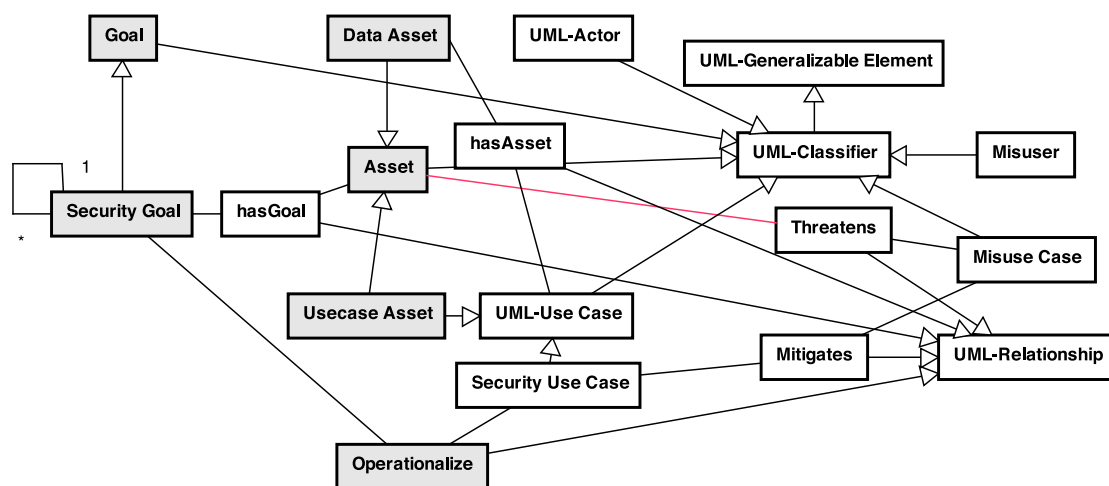 Goal
Data Asset
UML-Actor
UML-Generalizable Element
hasAsset
UML-Classifier
Misuser
1
Asset
Security Goal
hasGoal
Threatens
*
Misuse Case
Usecase Asset
UML-Use Case
Mitigates
UML-Relationship
Security Use Case
Operationalize